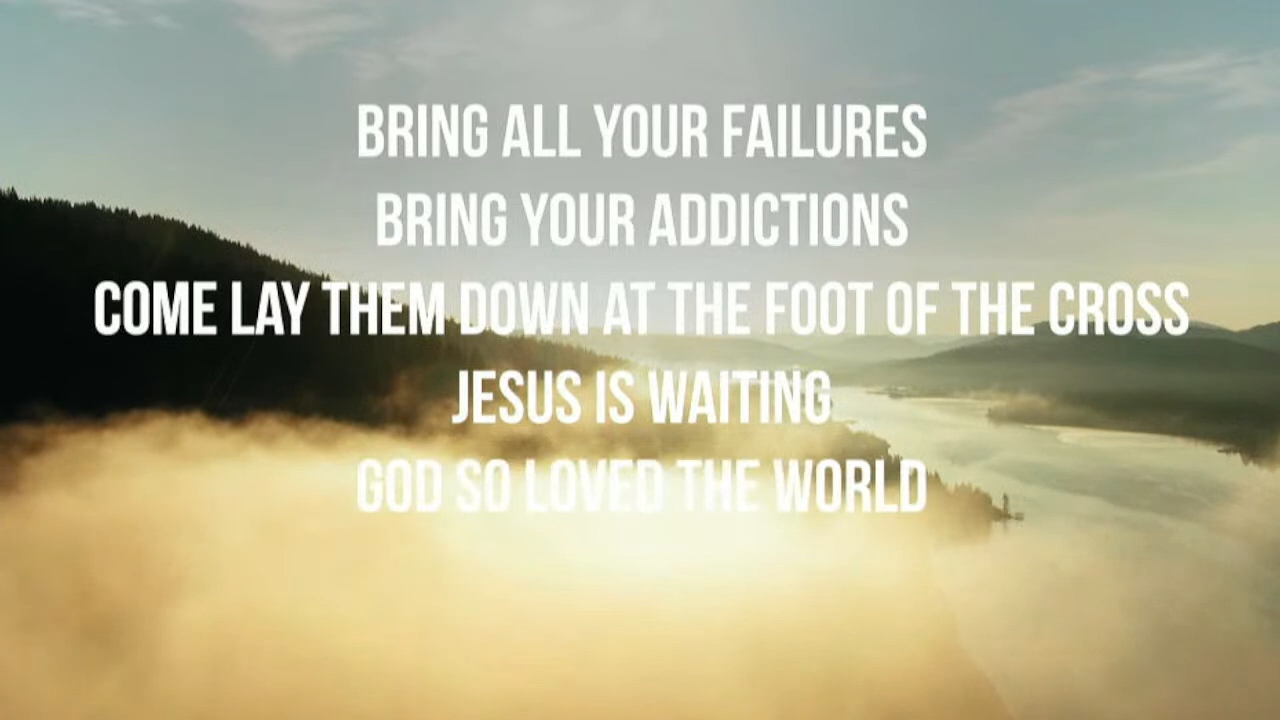 BRING ALL YOUR FAILURES
BRING YOUR ADDICTIONS
COME LAY THEM DOWN AT THE FOOT OF THE CROSS
JESUS IS WAITING
GOD SO LOVED THE WORLD